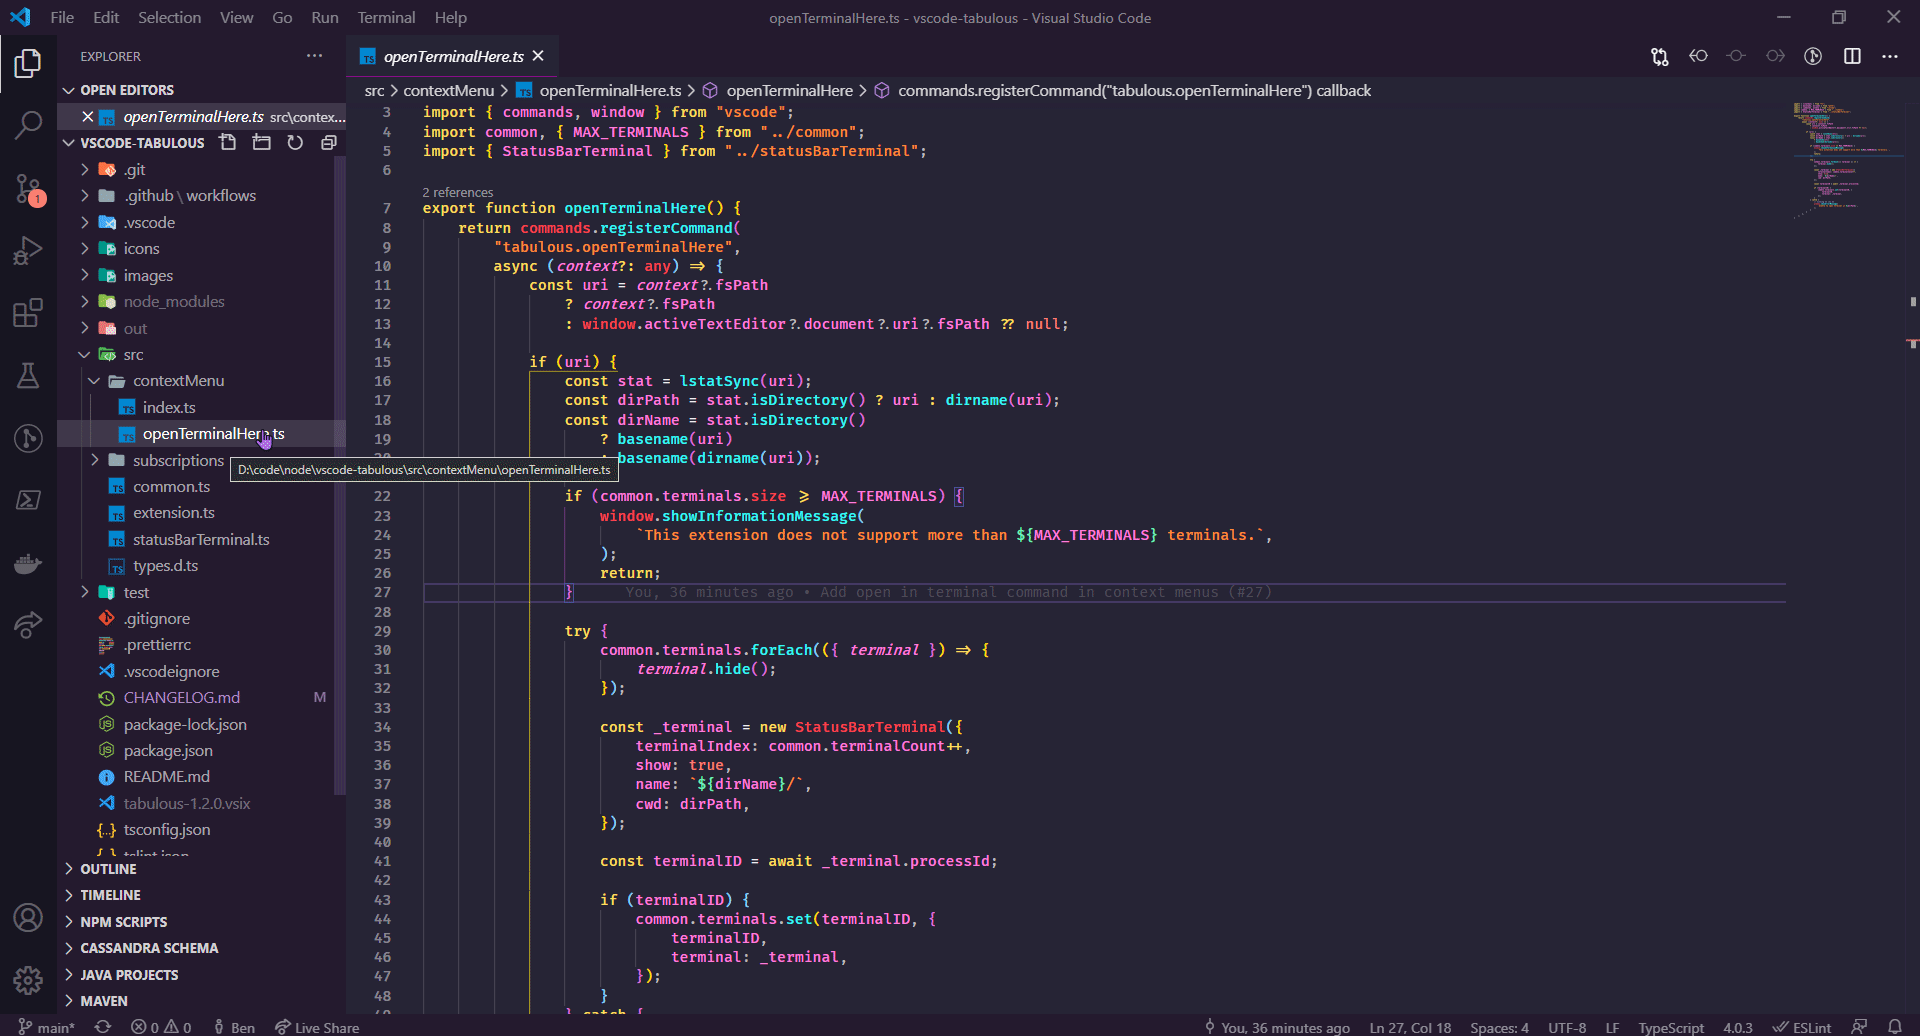 File Edit Selection View Go Run Terminal Help
openTerminalHere.ts - vscode-tabulous - Visual Studio Code
EXPLORER
OPEN EDITORS
openTerminalHere.ts src\contex...
VSCODE-TABULOUS
.git
.github \ workflows
.vscode
icons
images
node_modules
out
src
contextMenu
index.ts
openTerminalHere.ts
subscriptions
D:\code\node\vscode-tabulous\src\contextMenu\openTerminalHere.ts
common.ts
extension.ts
statusBarTerminal.ts
types.d.ts
test
.gitignore
.prettierrc
.vscodeignore
CHANGELOG.md M
package-lock.json
package.json
README.md
tabulous-1.2.0.vsix
tsconfig.json
OUTLINE
TIMELINE
NPM SCRIPTS
CASSANDRA SCHEMA
JAVA PROJECTS
MAVEN
1
openTerminalHere.ts
src > contextMenu > TS openTerminalHere.ts > openTerminalHere > commands.registerCommand("tabulous.openTerminalHere") callback
3 import { commands, window } from "vscode";
4 import common, { MAX_TERMINALS } from "../common";
5 import { StatusBarTerminal } from "../statusBarTerminal";
6
2 references
7 export function openTerminalHere() {
8 return commands.registerCommand(
9 "tabulous.openTerminalHere",
10 async (context?: any) => {
11 const uri = context?.fsPath
12 ? context?.fsPath
13 : window.activeTextEditor?.document?.uri?.fsPath ?? null;
14
15 if (uri) {
16 const stat = lstatSync(uri);
17 const dirPath = stat.isDirectory() ? uri : dirname(uri);
18 const dirName = stat.isDirectory()
19 ? basename(uri)
basename(dirname(uri));
22 if (common.terminals.size >= MAX_TERMINALS) {
23 window.showInformationMessage(
24 `This extension does not support more than ${MAX_TERMINALS} terminals.`,
25 );
26 return;
27 } You, 36 minutes ago • Add open in terminal command in context menus (#27)
28
29 try {
30 common.terminals.forEach(({ terminal }) => {
31 terminal.hide();
32 });
33
34 const _terminal = new StatusBarTerminal({
35 terminalIndex: common.terminalCount++,
36 show: true,
37 name: `${dirName}/`,
38 cwd: dirPath,
39 });
40
41 const terminalID = await _terminal.processId;
42
43 if (terminalID) {
44 common.terminals.set(terminalID, {
45 terminalID,
46 terminal: _terminal,
47 });
48 }
main* 0 0 Ben Live Share
You, 36 minutes ago Ln 27, Col 18 Spaces: 4 UTF-8 LF TypeScript 4.0.3 ESLint